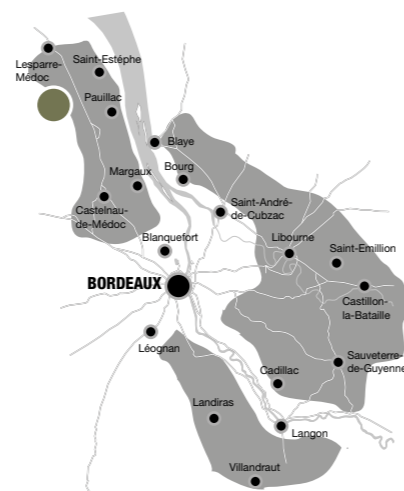 Lesparre-
Médoc
Saint-Estéphe
Pauillac
Blaye
Bourg
Margaux
Castelnau-
de-Médoc
Saint-André-
de-Cubzac
Blanquefort
Libourne
Saint-Emillion
BORDEAUX
Castillon-
la-Bataille
Léognan
Sauveterre-
de-Guyenne
Cadillac
Landiras
Langon
Villandraut